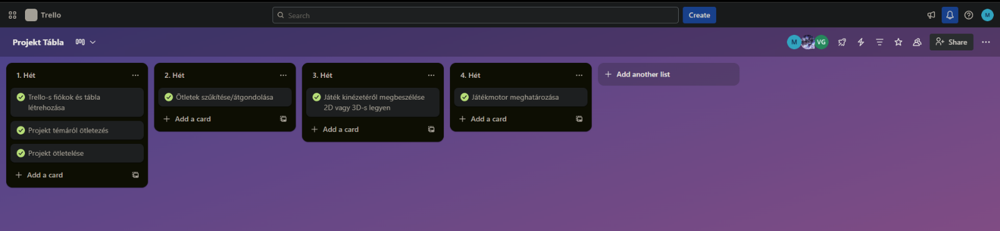 Trello
Search
Create
M
Projekt Tábla
M
VG
Share
1. Hét
Trello-s fiókok és tábla
létrehozása
Projekt témáról ötletezés
Projekt ötletelése
Add a card
2. Hét
Ötletek szűkítése/átgondolása
Add a card
3. Hét
Játék kinézetéről megbeszélése
2D vagy 3D-s legyen
Add a card
4. Hét
Játékmotor meghatározása
Add a card
Add another list